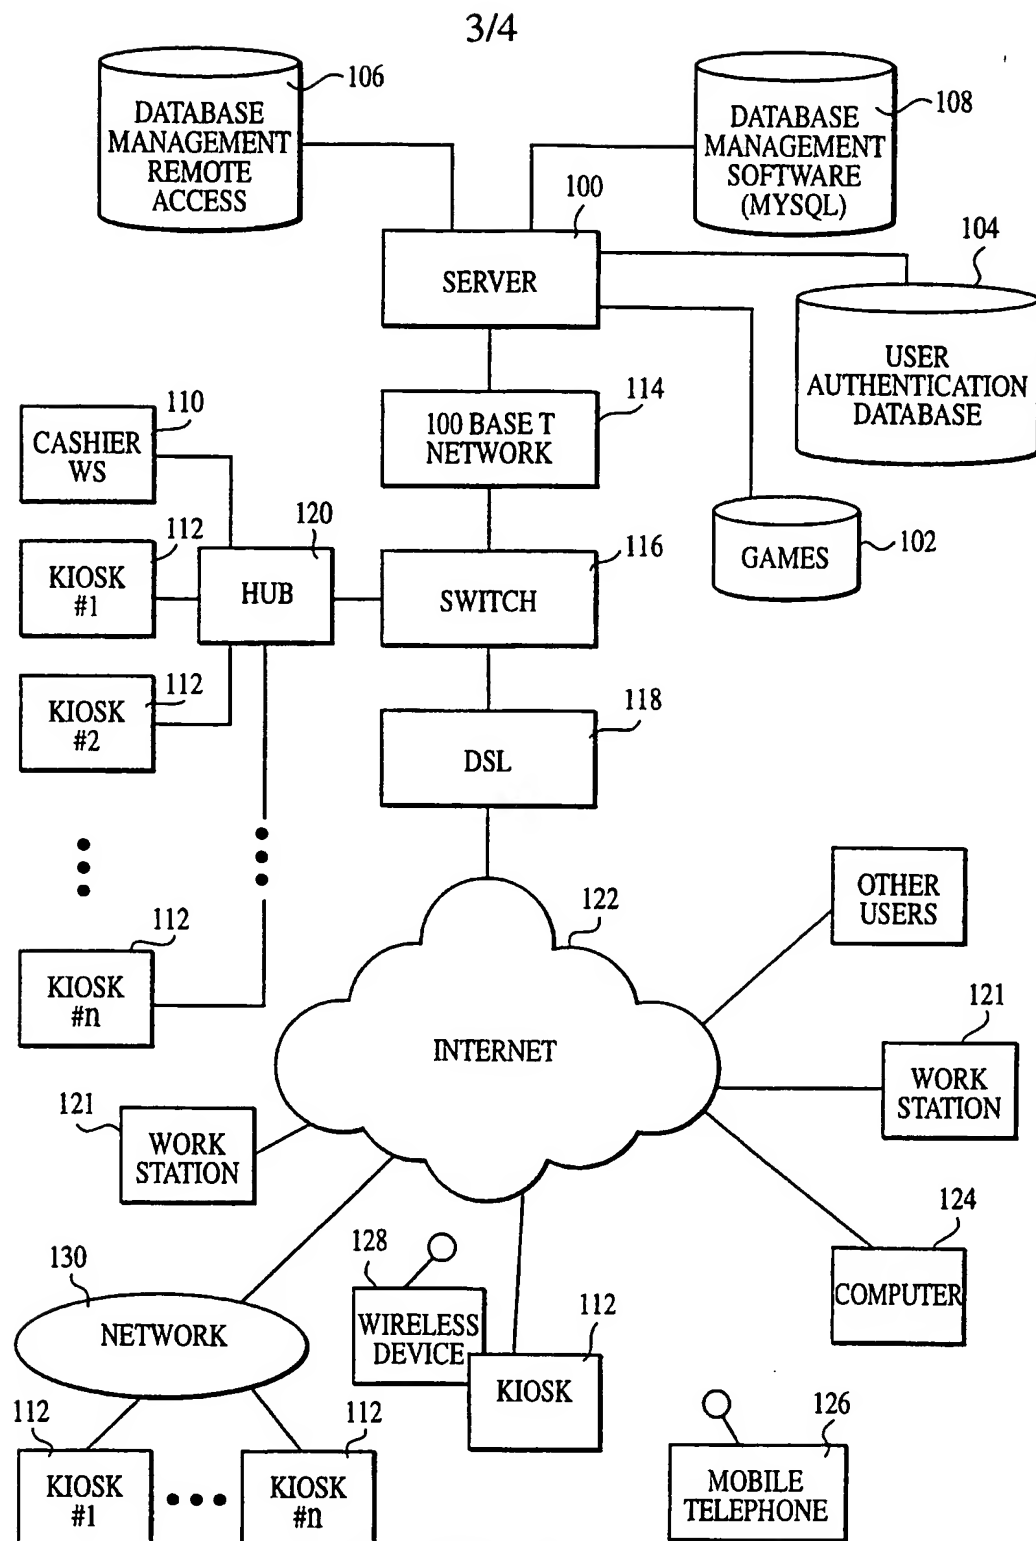 3/4
106
DATABASE
MANAGEMENT
REMOTE
ACCESS
108
DATABASE
MANAGEMENT
SOFTWARE
(MYSQL)
100
SERVER
104
USER
AUTHENTICATION
DATABASE
114
100 BASE T
NETWORK
110
CASHIER
WS
120
HUB
112
KIOSK
#1
116
SWITCH
102
GAMES
112
KIOSK
#2
118
DSL
112
KIOSK
#n
122
INTERNET
OTHER
USERS
121
WORK
STATION
121
WORK
STATION
124
COMPUTER
130
NETWORK
128
WIRELESS
DEVICE
112
KIOSK
112
KIOSK
#1
112
KIOSK
#n
126
MOBILE
TELEPHONE